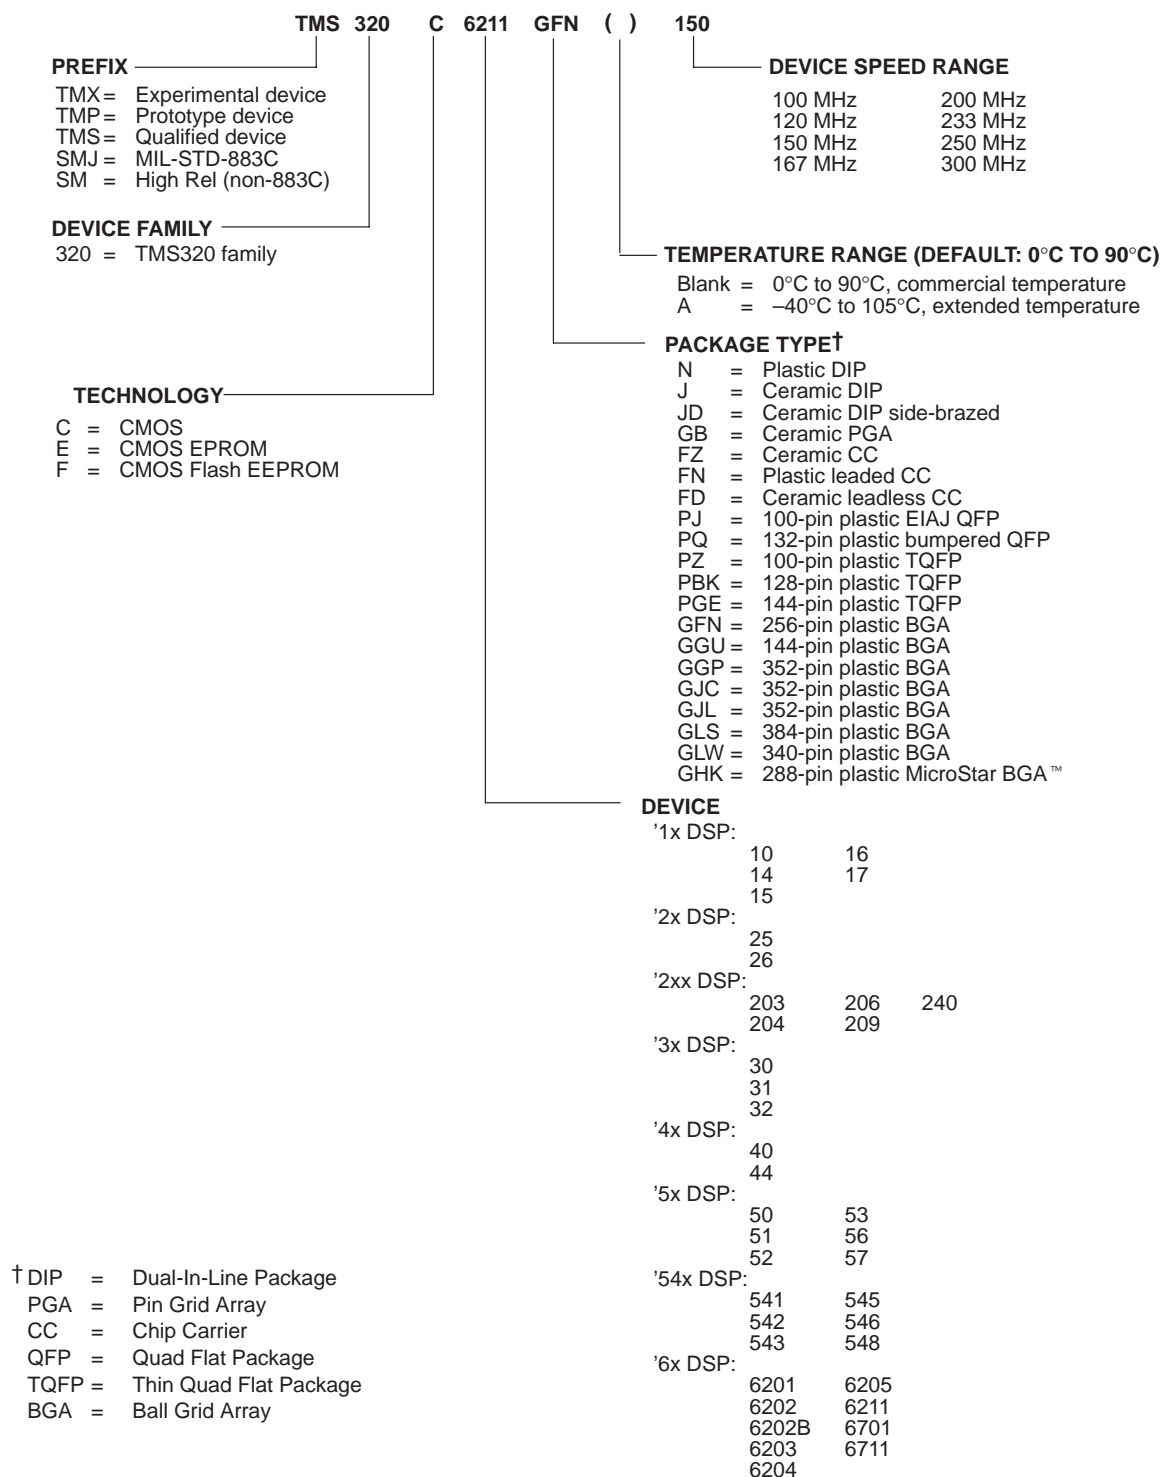 TMS 320 C 6211 GFN ( ) 150
PREFIX
TMX = Experimental device
TMP = Prototype device
TMS = Qualified device
SMJ = MIL-STD-883C
SM = High Rel (non-883C)
DEVICE SPEED RANGE
100 MHz 200 MHz
120 MHz 233 MHz
150 MHz 250 MHz
167 MHz 300 MHz
DEVICE FAMILY
320 = TMS320 family
TEMPERATURE RANGE (DEFAULT: 0°C TO 90°C)
Blank = 0°C to 90°C, commercial temperature
A = –40°C to 105°C, extended temperature
PACKAGE TYPE†
N = Plastic DIP
J = Ceramic DIP
JD = Ceramic DIP side-brazed
GB = Ceramic PGA
FZ = Ceramic CC
FN = Plastic leaded CC
FD = Ceramic leadless CC
PJ = 100-pin plastic EIAJ QFP
PQ = 132-pin plastic bumpered QFP
PZ = 100-pin plastic TQFP
PBK = 128-pin plastic TQFP
PGE = 144-pin plastic TQFP
GFN = 256-pin plastic BGA
GGU = 144-pin plastic BGA
GGP = 352-pin plastic BGA
GJC = 352-pin plastic BGA
GJL = 352-pin plastic BGA
GLS = 384-pin plastic BGA
GLW = 340-pin plastic BGA
GHK = 288-pin plastic MicroStar BGA™
TECHNOLOGY
C = CMOS
E = CMOS EPROM
F = CMOS Flash EEPROM
DEVICE
’1x DSP:
10 16
14 17
15
’2x DSP:
25
26
’2xx DSP:
203 206 240
204 209
’3x DSP:
30
31
32
’4x DSP:
40
44
’5x DSP:
50 53
51 56
52 57
’54x DSP:
541 545
542 546
543 548
’6x DSP:
6201 6205
6202 6211
6202B 6701
6203 6711
6204
† DIP = Dual-In-Line Package
PGA = Pin Grid Array
CC = Chip Carrier
QFP = Quad Flat Package
TQFP = Thin Quad Flat Package
BGA = Ball Grid Array